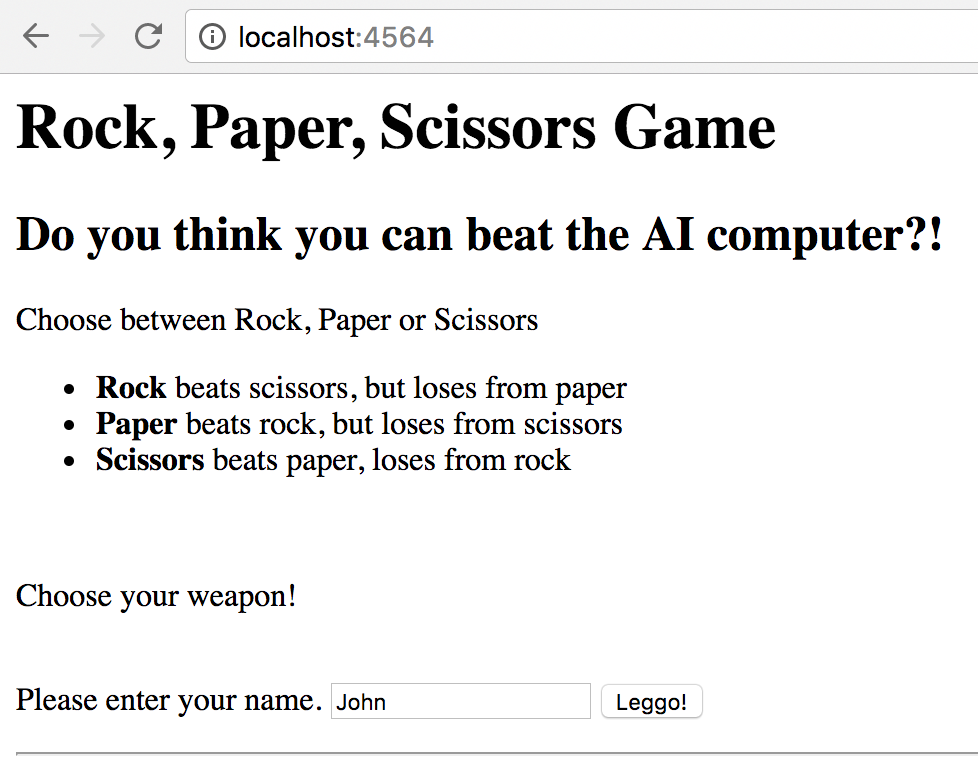 localhost:4564
Rock, Paper, Scissors Game
Do you think you can beat the AI computer?!
Choose between Rock, Paper or Scissors
• Rock beats scissors, but loses from paper
• Paper beats rock, but loses from scissors
• Scissors beats paper, loses from rock
Choose your weapon!
Please enter your name. John Leggo!